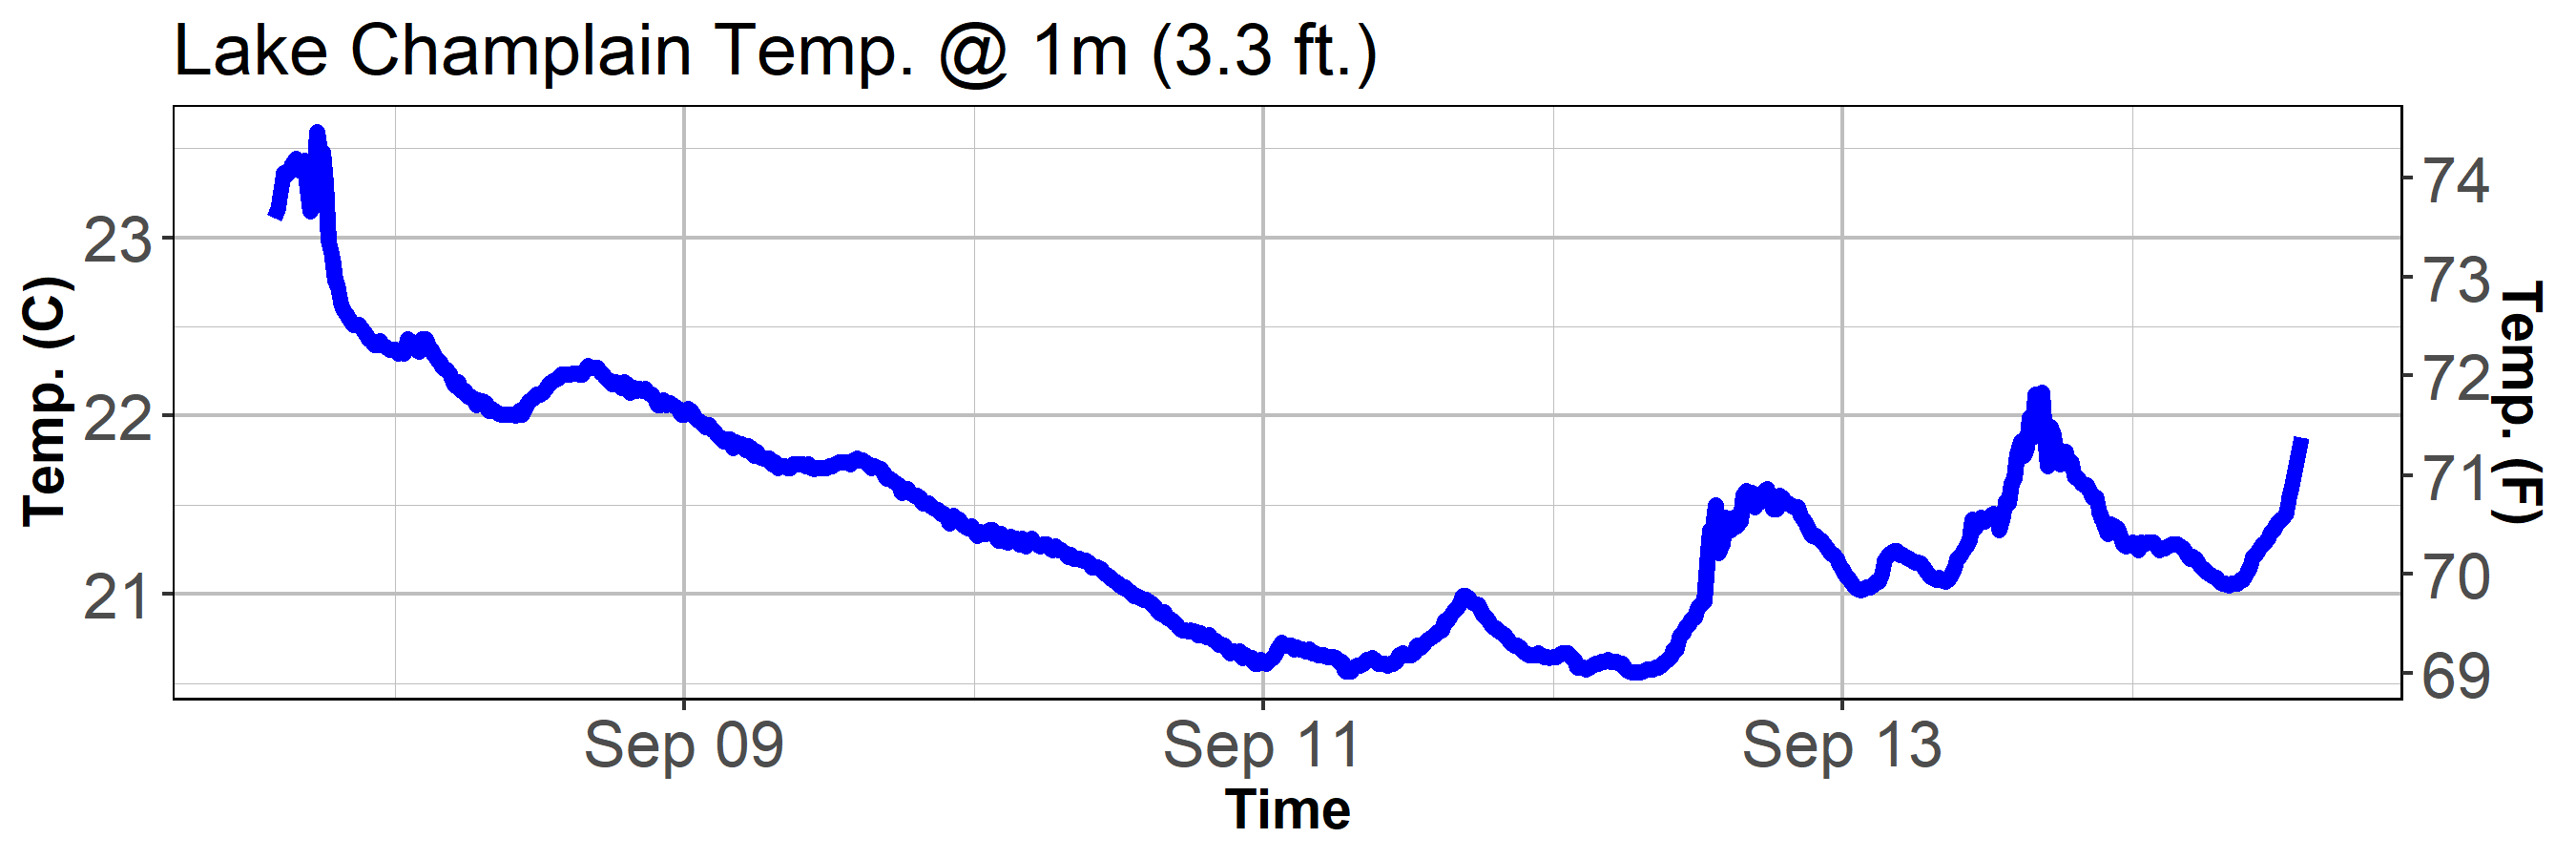 Lake Champlain Temp. @ 1m (3.3 ft.)
Temp. (C)
23
22
21
74
73
72
71
70
69
Temp. (F)
Sep 09
Sep 11
Sep 13
Time